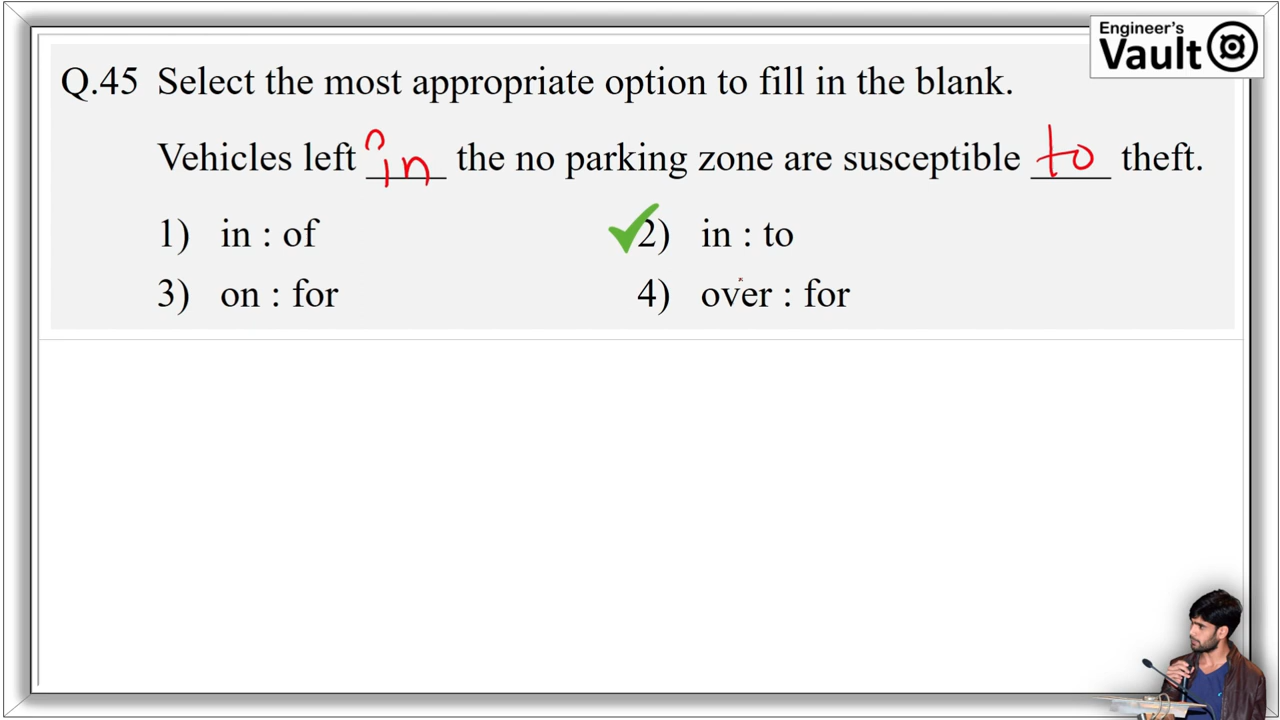 Engineer's
Vault
Q.45 Select the most appropriate option to fill in the blank.
Vehicles left in the no parking zone are susceptible to theft.
1) in : of
2) in : to
3) on : for
4) over : for